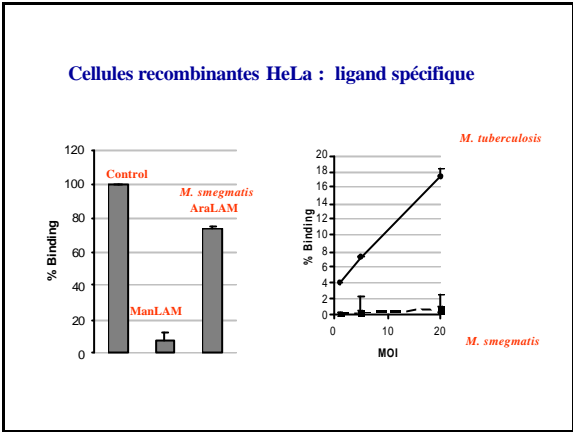 Cellules recombinantes HeLa : ligand spécifique
120
100
80
60
40
20
0
% Binding
Control
M. smegmatis
AraLAM
ManLAM
M. tuberculosis
20
18
16
14
12
10
8
6
4
2
0
% Binding
0 10 20
MOI
M. smegmatis